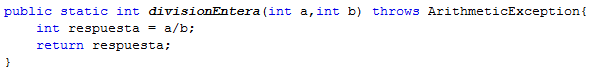 public static int divisionEntera(int a,int b) throws ArithmeticException{
    int respuesta = a/b;
    return respuesta;
}